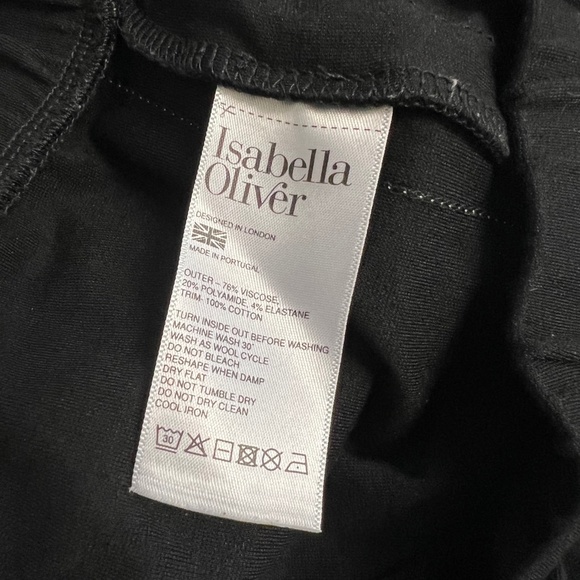 Isabella
Oliver
DESIGNED IN LONDON
MADE IN PORTUGAL
OUTER – 76% VISCOSE,
20% POLYAMIDE, 4% ELASTANE
TRIM- 100% COTTON
TURN INSIDE OUT BEFORE WASHING
MACHINE WASH 30°
WASH AS WOOL CYCLE
DO NOT BLEACH
RESHAPE WHEN DAMP
DRY FLAT
DO NOT TUMBLE DRY
DO NOT DRY CLEAN
COOL IRON
30